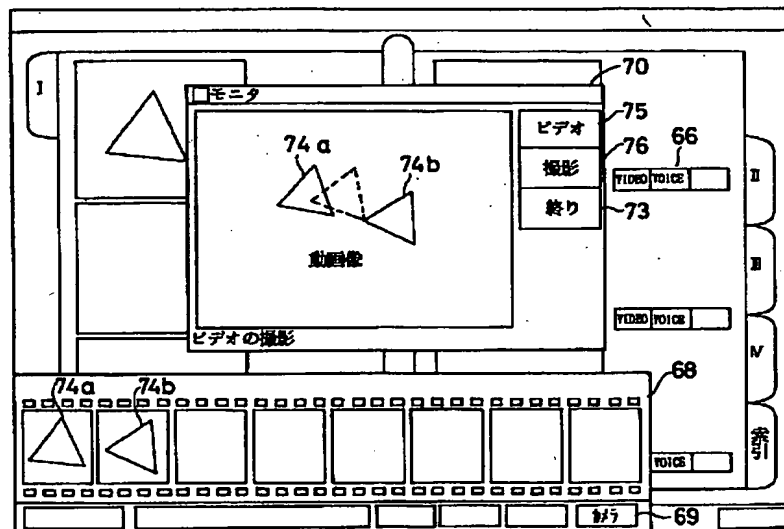 70
モニタ
I
75
ビデオ
76
撮影
66
74a
74b
VIDEO VOICE
II
終り
73
動画像
III
VIDEO VOICE
ビデオの撮影
IV
68
74a
74b
索引
VOICE
カメラ
69